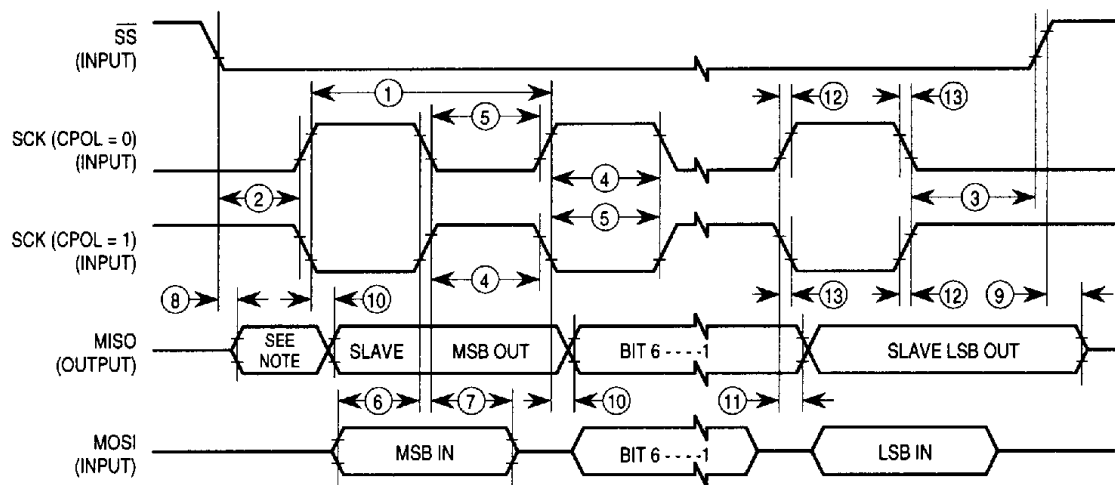 SS
(INPUT)
1
12
13
5
SCK (CPOL = 0)
(INPUT)
4
2
3
5
SCK (CPOL = 1)
(INPUT)
4
8
10
13
12
9
MISO
(OUTPUT)
SEE
NOTE
SLAVE
MSB OUT
BIT 6 - - - - -1
SLAVE LSB OUT
6
7
10
11
MOSI
(INPUT)
MSB IN
BIT 6 - - - - -1
LSB IN